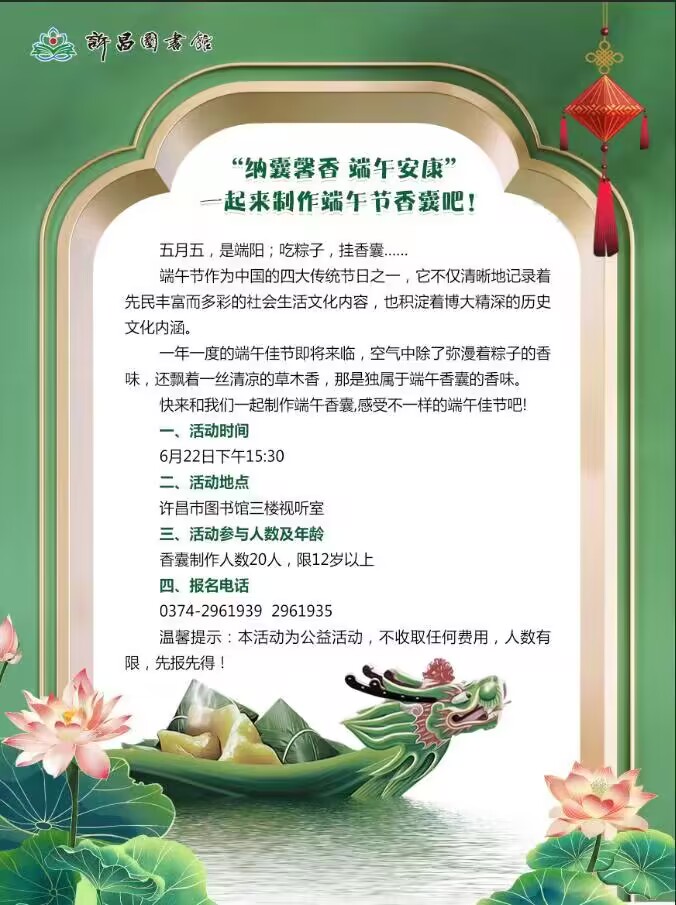 許昌圖書館
“纳囊馨香 端午安康”
一起来制作端午节香囊吧！
五月五，是端阳；吃粽子，挂香囊……
端午节作为中国的四大传统节日之一，它不仅清晰地记录着
先民丰富而多彩的社会生活文化内容，也积淀着博大精深的历史
文化内涵。
一年一度的端午佳节即将来临，空气中除了弥漫着粽子的香
味，还飘着一丝清凉的草木香，那是独属于端午香囊的香味。
快来和我们一起制作端午香囊,感受不一样的端午佳节吧!
一、活动时间
6月22日下午15:30
二、活动地点
许昌市图书馆三楼视听室
三、活动参与人数及年龄
香囊制作人数20人，限12岁以上
四、报名电话
0374-2961939 2961935
温馨提示：本活动为公益活动，不收取任何费用，人数有
限，先报先得！